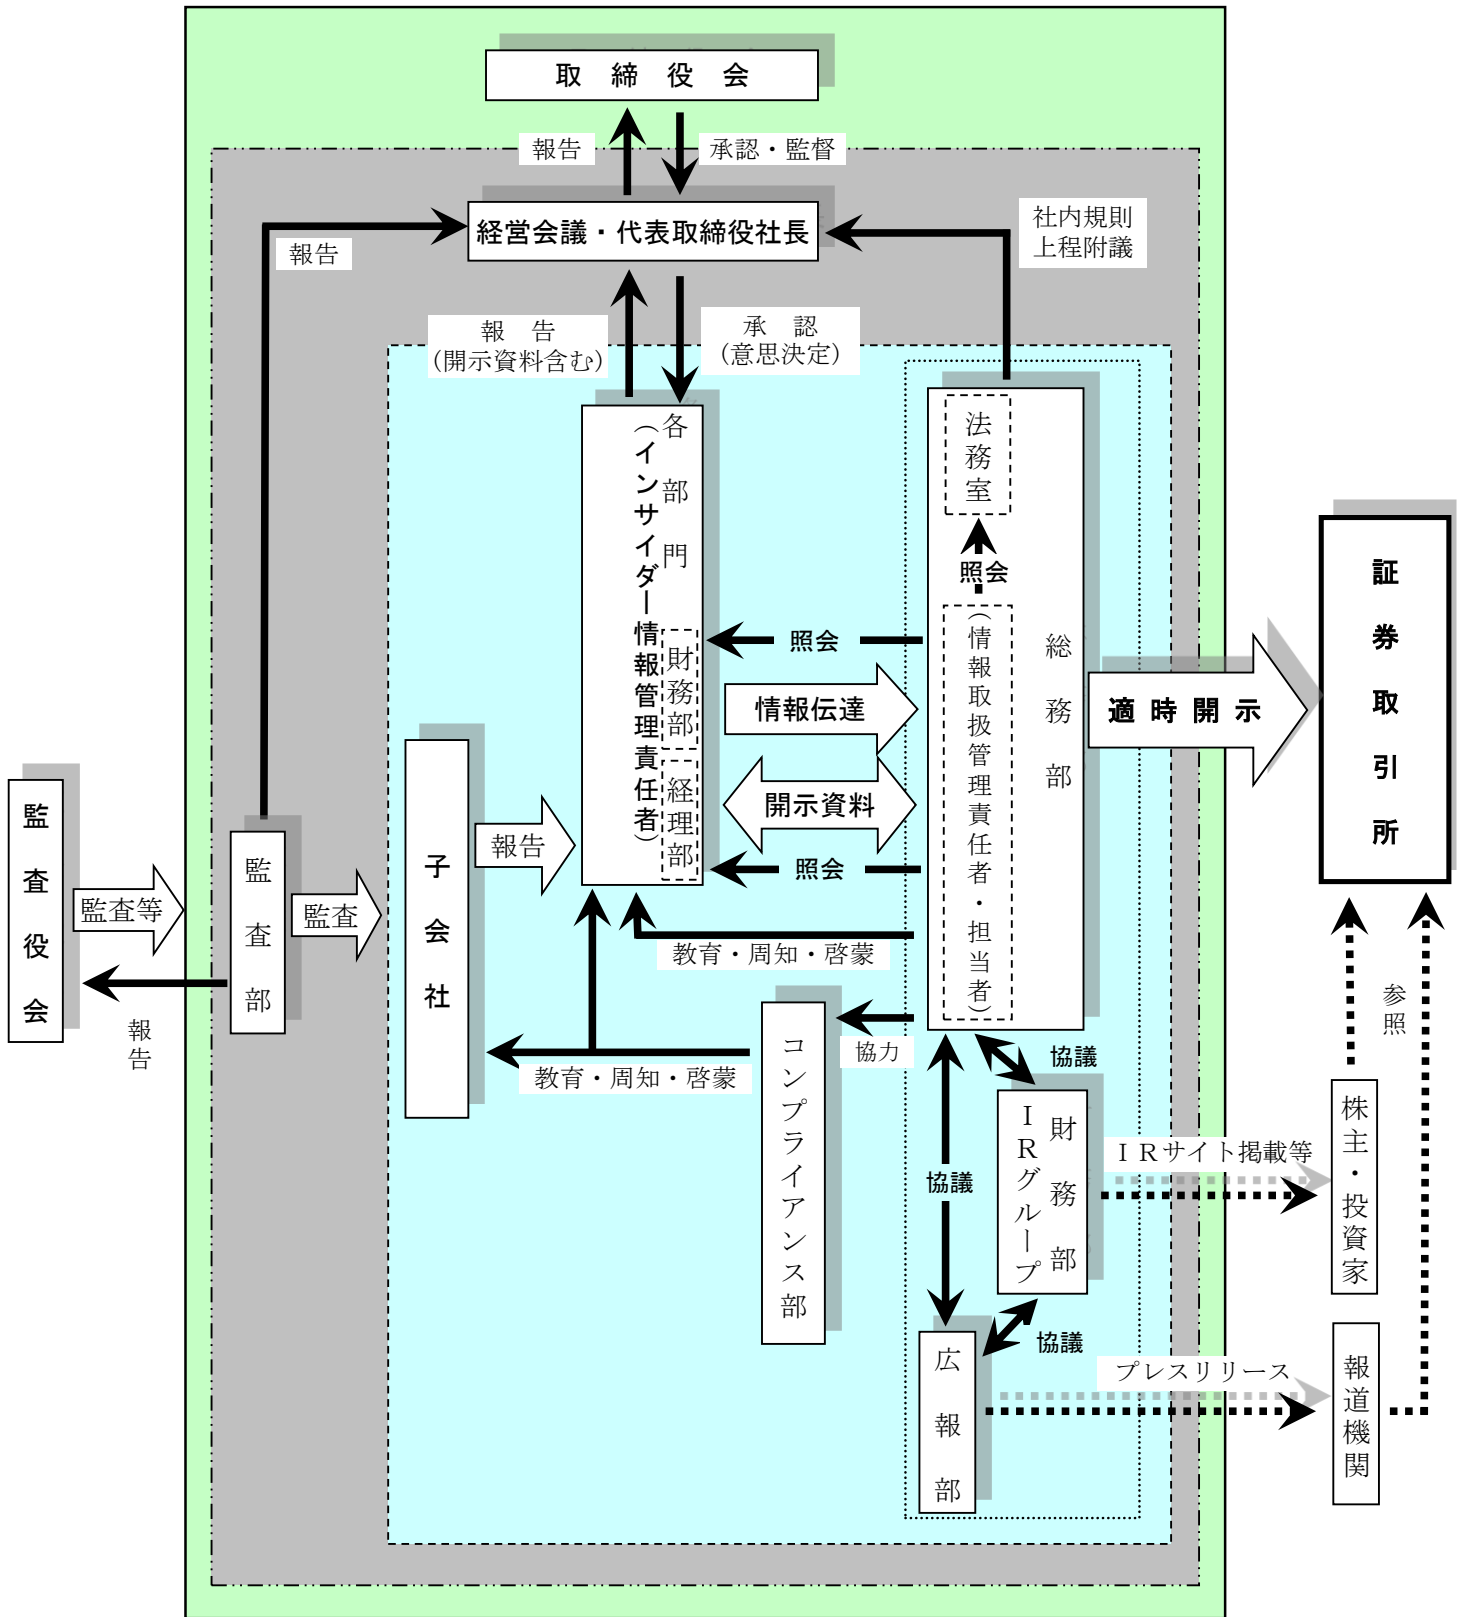 取 締 役 会
報告
承認・監督
経営会議・代表取締役社長
報告
社内規則
上程附議
報 告
（開示資料含む）
承 認
（意思決定）
各 部 門
（インサイダー情報管理責任者）
財務部
経理部
法務室
照会
総 務 部
（情報取扱管理責任者・担当者）
照会
情報伝達
開示資料
照会
適 時 開 示
証 券 取 引 所
監 査 役 会
監査等
報告
監 査 部
監査
子 会 社
報告
教育・周知・啓蒙
協力
教育・周知・啓蒙
コンプライアンス部
協議
協議
財 務 部
ＩＲグループ
協議
広 報 部
ＩＲサイト掲載等
プレスリリース
参照
株主・投資家
報道機関